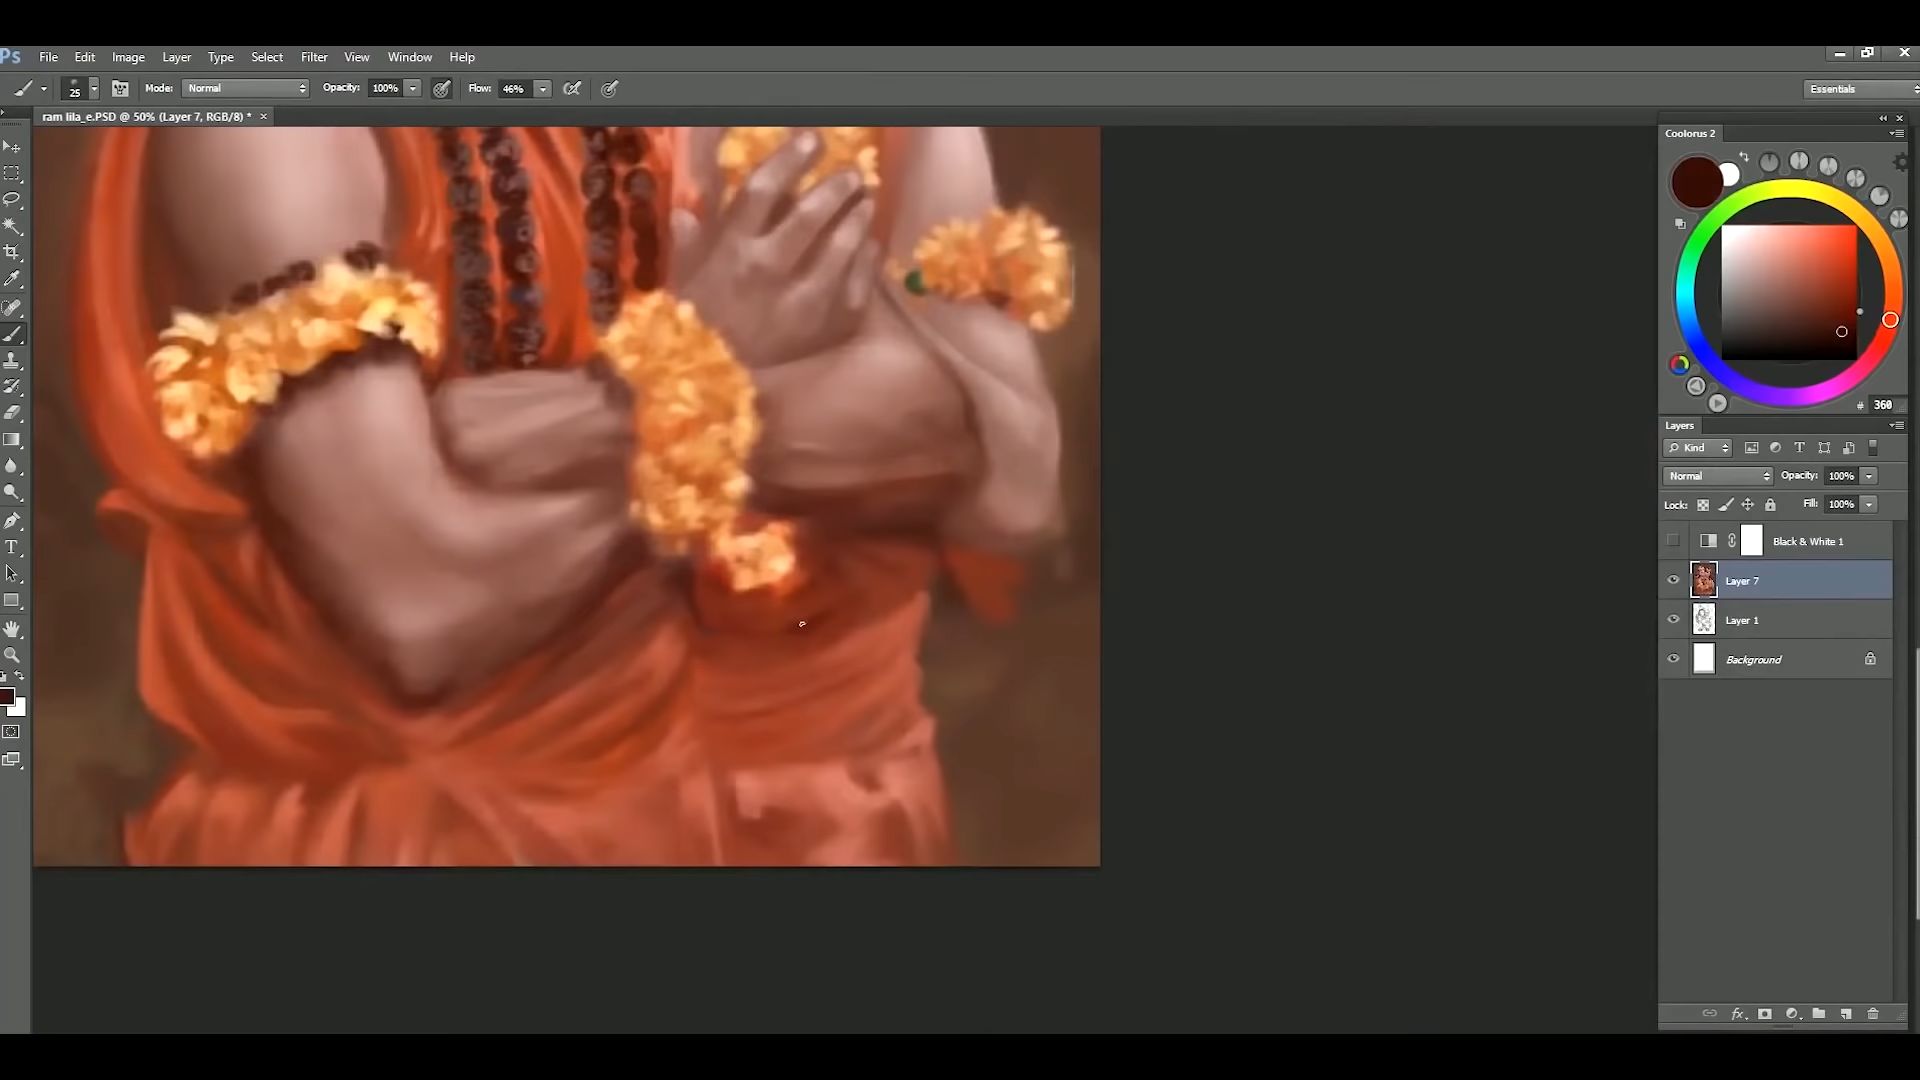 Ps File Edit Image Layer Type Select Filter View Window Help
25 Mode: Normal Opacity: 100% Flow: 46% Essentials
ram lila_e.PSD @ 50% (Layer 7, RGB/8) * ×
Coolorus 2
# 360
Layers
Kind T
Normal Opacity: 100%
Lock: Fill: 100%
Black & White 1
Layer 7
Layer 1
Background
fx